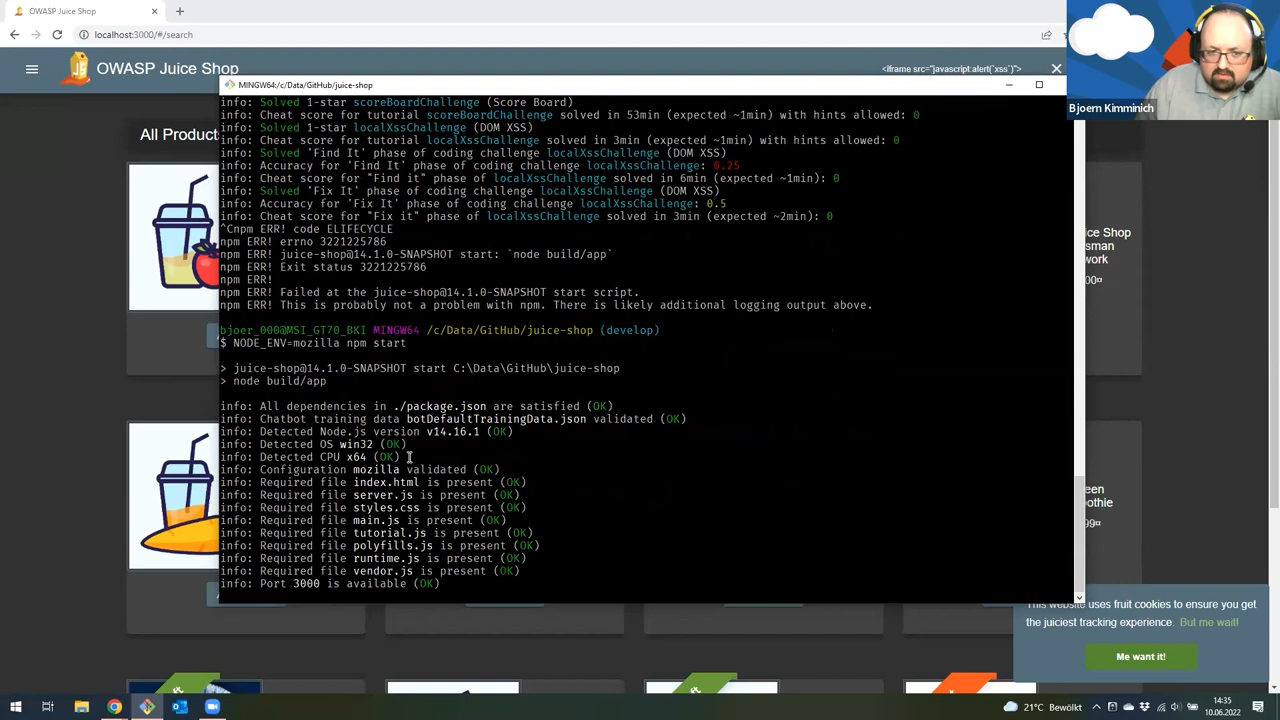 OWASP Juice Shop
localhost:3000/#/search
OWASP Juice Shop
<iframe src="javascript:alert(`xss`)">
Bjoern Kimminich
All Produc
MINGW64:/c/Data/GitHub/juice-shop
info: Solved 1-star scoreBoardChallenge (Score Board)
info: Cheat score for tutorial scoreBoardChallenge solved in 53min (expected ~1min) with hints allowed: 0
info: Solved 1-star localXssChallenge (DOM XSS)
info: Cheat score for tutorial localXssChallenge solved in 3min (expected ~1min) with hints allowed: 0
info: Solved 'Find It' phase of coding challenge localXssChallenge (DOM XSS)
info: Accuracy for 'Find It' phase of coding challenge localXssChallenge: 0.25
info: Cheat score for "Find it" phase of localXssChallenge solved in 6min (expected ~1min): 0
info: Solved 'Fix It' phase of coding challenge localXssChallenge (DOM XSS)
info: Accuracy for 'Fix It' phase of coding challenge localXssChallenge: 0.5
info: Cheat score for "Fix it" phase of localXssChallenge solved in 3min (expected ~2min): 0
^Cnpm ERR! code ELIFECYCLE
npm ERR! errno 3221225786
npm ERR! juice-shop@14.1.0-SNAPSHOT start: `node build/app`
npm ERR! Exit status 3221225786
npm ERR!
npm ERR! Failed at the juice-shop@14.1.0-SNAPSHOT start script.
npm ERR! This is probably not a problem with npm. There is likely additional logging output above.
bjoer_000@MSI_GT70_BKI MINGW64 /c/Data/GitHub/juice-shop (develop)
$ NODE_ENV=mozilla npm start
> juice-shop@14.1.0-SNAPSHOT start C:\Data\GitHub\juice-shop
> node build/app
info: All dependencies in ./package.json are satisfied (OK)
info: Chatbot training data botDefaultTrainingData.json validated (OK)
info: Detected Node.js version v14.16.1 (OK)
info: Detected OS win32 (OK)
info: Detected CPU x64 (OK)
info: Configuration mozilla validated (OK)
info: Required file index.html is present (OK)
info: Required file server.js is present (OK)
info: Required file styles.css is present (OK)
info: Required file main.js is present (OK)
info: Required file tutorial.js is present (OK)
info: Required file polyfills.js is present (OK)
info: Required file runtime.js is present (OK)
info: Required file vendor.js is present (OK)
info: Port 3000 is available (OK)
e Shop
sman
work
00¤
een
othie
99¤
This website uses fruit cookies to ensure you get
the juiciest tracking experience. But me wait!
Me want it!
21°C Bewölkt
14:35
10.06.2022